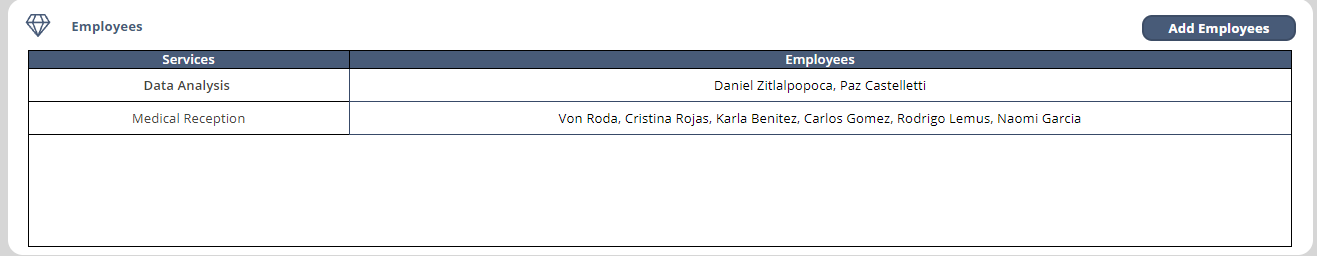 Employees
Add Employees
Services Employees
Data Analysis Daniel Zitlalpopoca, Paz Castelletti
Medical Reception Von Roda, Cristina Rojas, Karla Benitez, Carlos Gomez, Rodrigo Lemus, Naomi Garcia